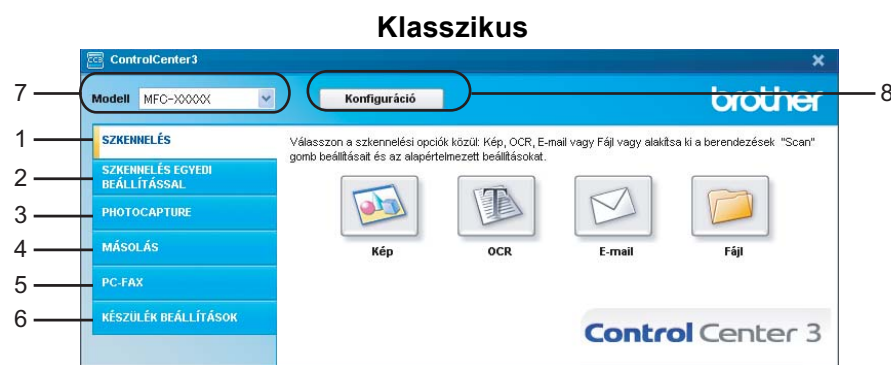 Klasszikus
ControlCenter3
7
Modell MFC-XXXXX
Konfiguráció
8
brother
1
SZKENNELÉS
Válasszon a szkennelési opciók közül: Kép, OCR, E-mail vagy Fájl vagy alakítsa ki a berendezések "Scan"
gomb beállításait és az alapértelmezett beállításokat.
2
SZKENNELÉS EGYEDI
BEÁLLÍTÁSSAL
3
PHOTOCAPTURE
4
MÁSOLÁS
5
PC-FAX
6
KÉSZÜLÉK BEÁLLÍTÁSOK
Kép
OCR
E-mail
Fájl
Control Center 3